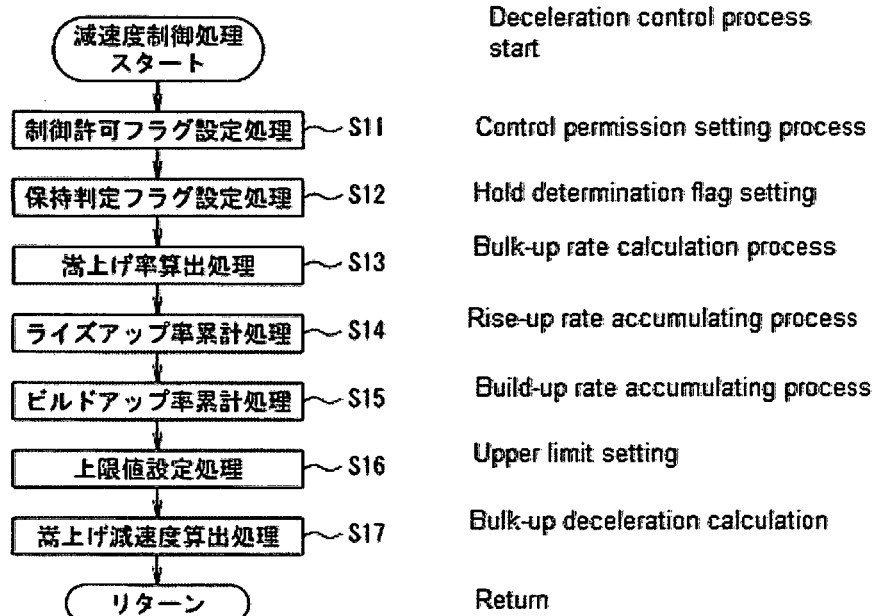 減速度制御処理
スタート
Deceleration control process
start
制御許可フラグ設定処理
S11
Control permission setting process
保持判定フラグ設定処理
S12
Hold determination flag setting
嵩上げ率算出処理
S13
Bulk-up rate calculation process
ライズアップ率累計処理
S14
Rise-up rate accumulating process
ビルドアップ率累計処理
S15
Build-up rate accumulating process
上限値設定処理
S16
Upper limit setting
嵩上げ減速度算出処理
S17
Bulk-up deceleration calculation
リターン
Return